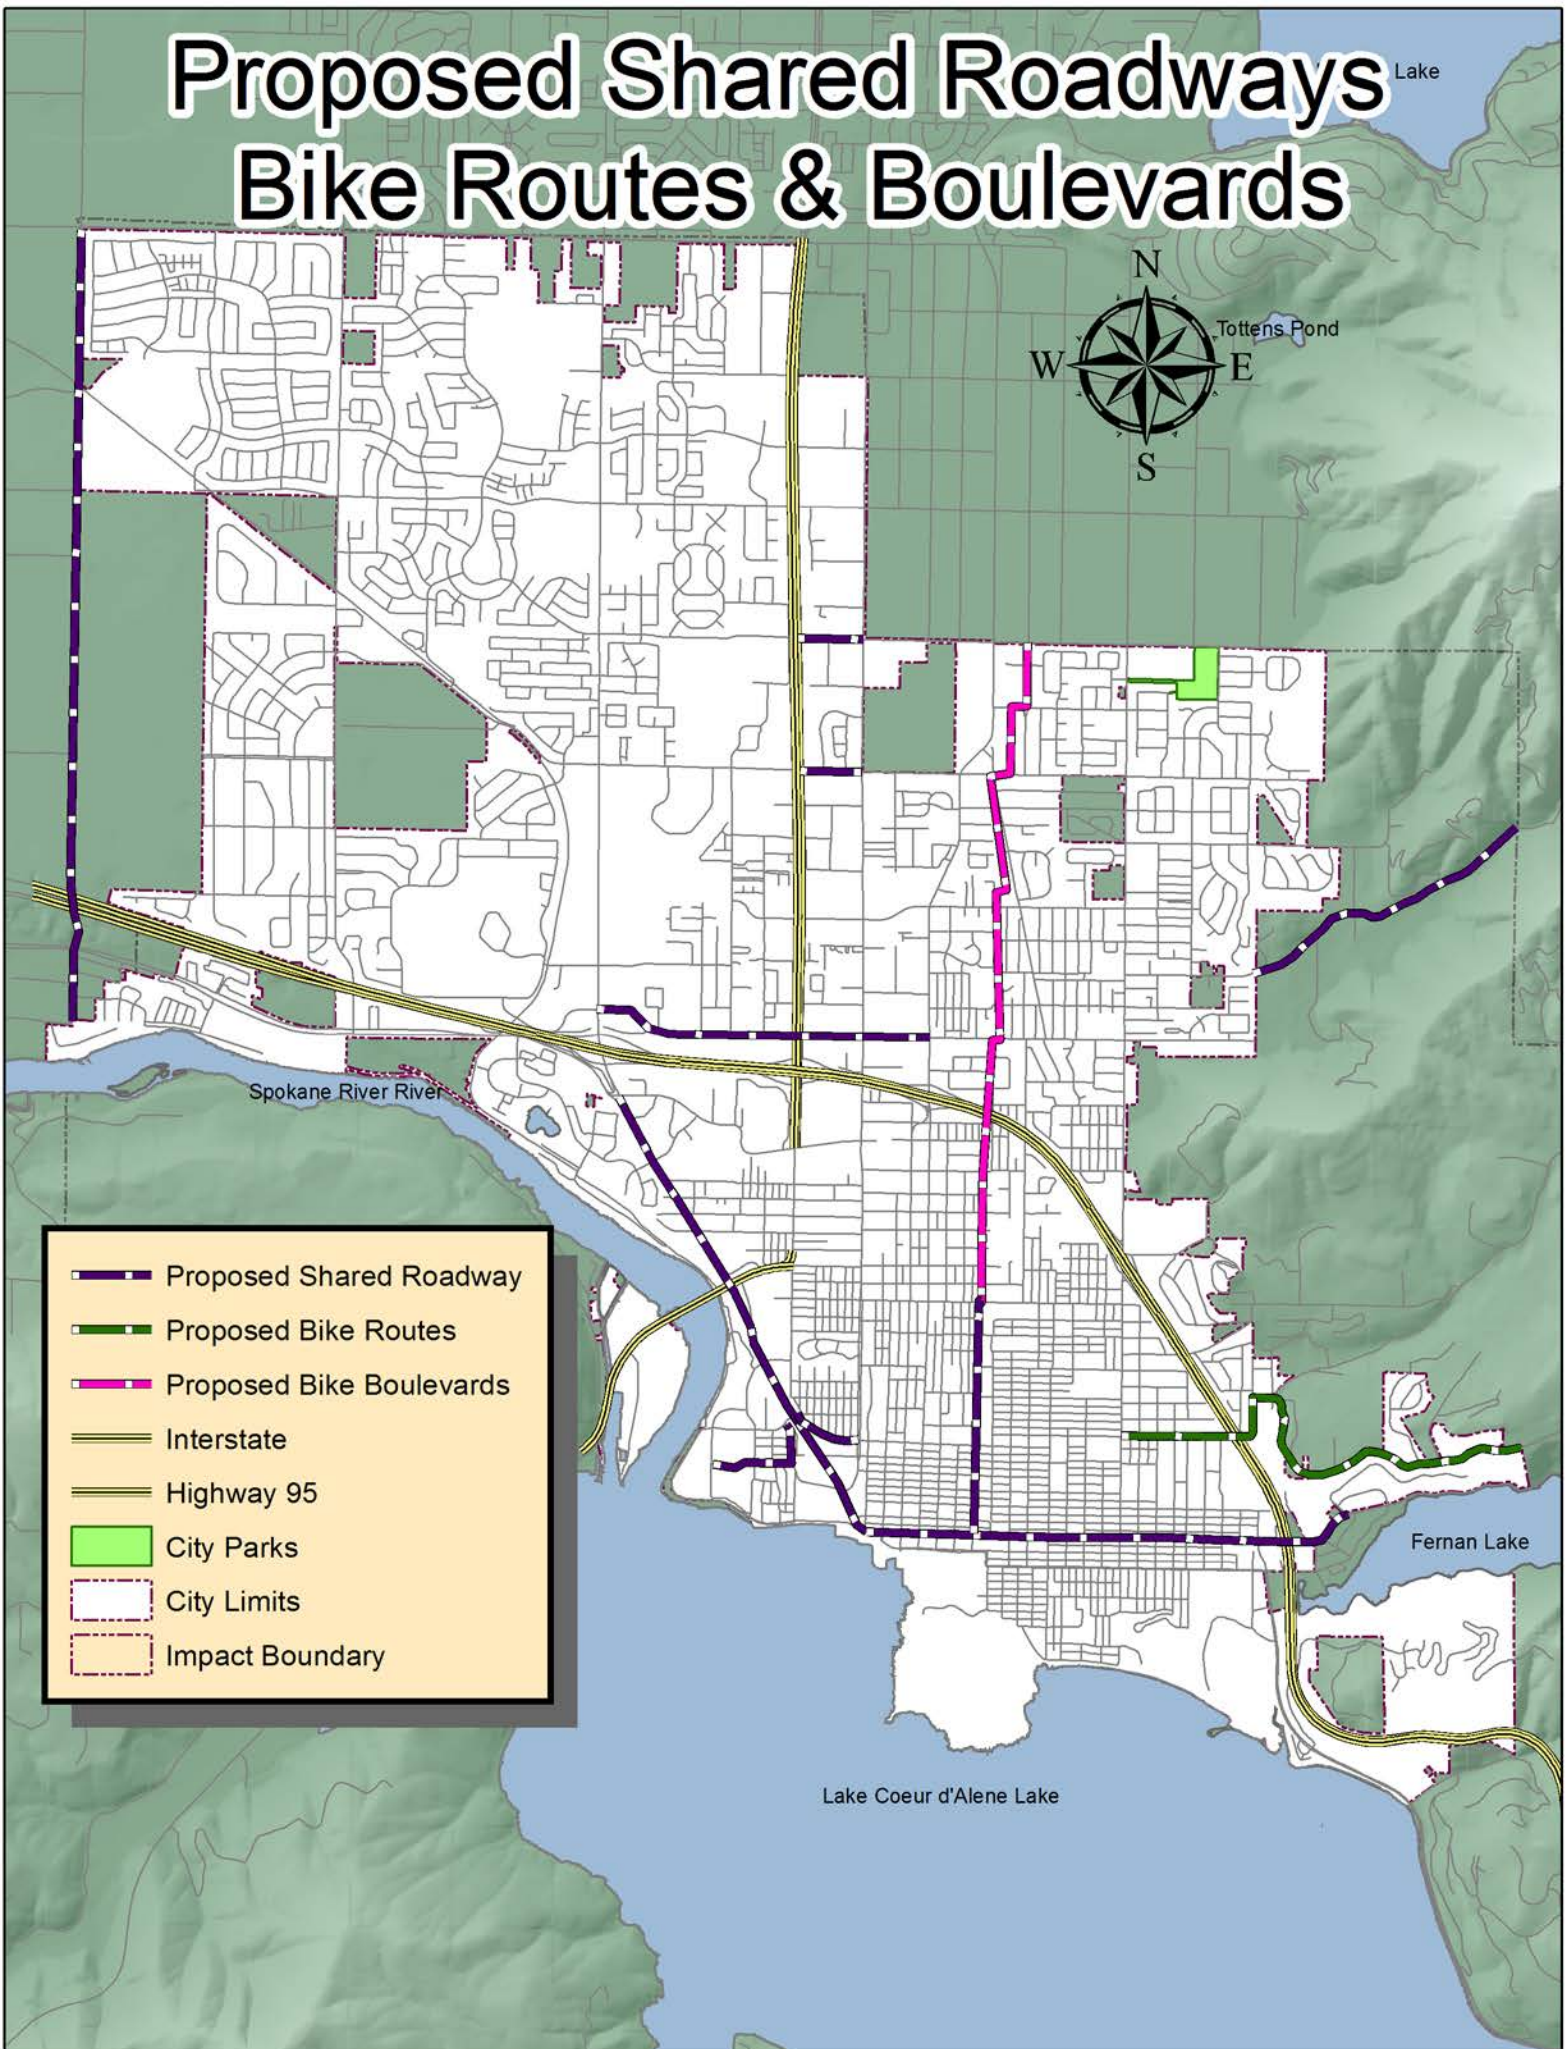 Proposed Shared Roadways
Lake
Bike Routes & Boulevards
N
Tottens Pond
W
E
S
Spokane River River
Proposed Shared Roadway
Proposed Bike Routes
Proposed Bike Boulevards
Interstate
Highway 95
City Parks
City Limits
Impact Boundary
Fernan Lake
Lake Coeur d'Alene Lake